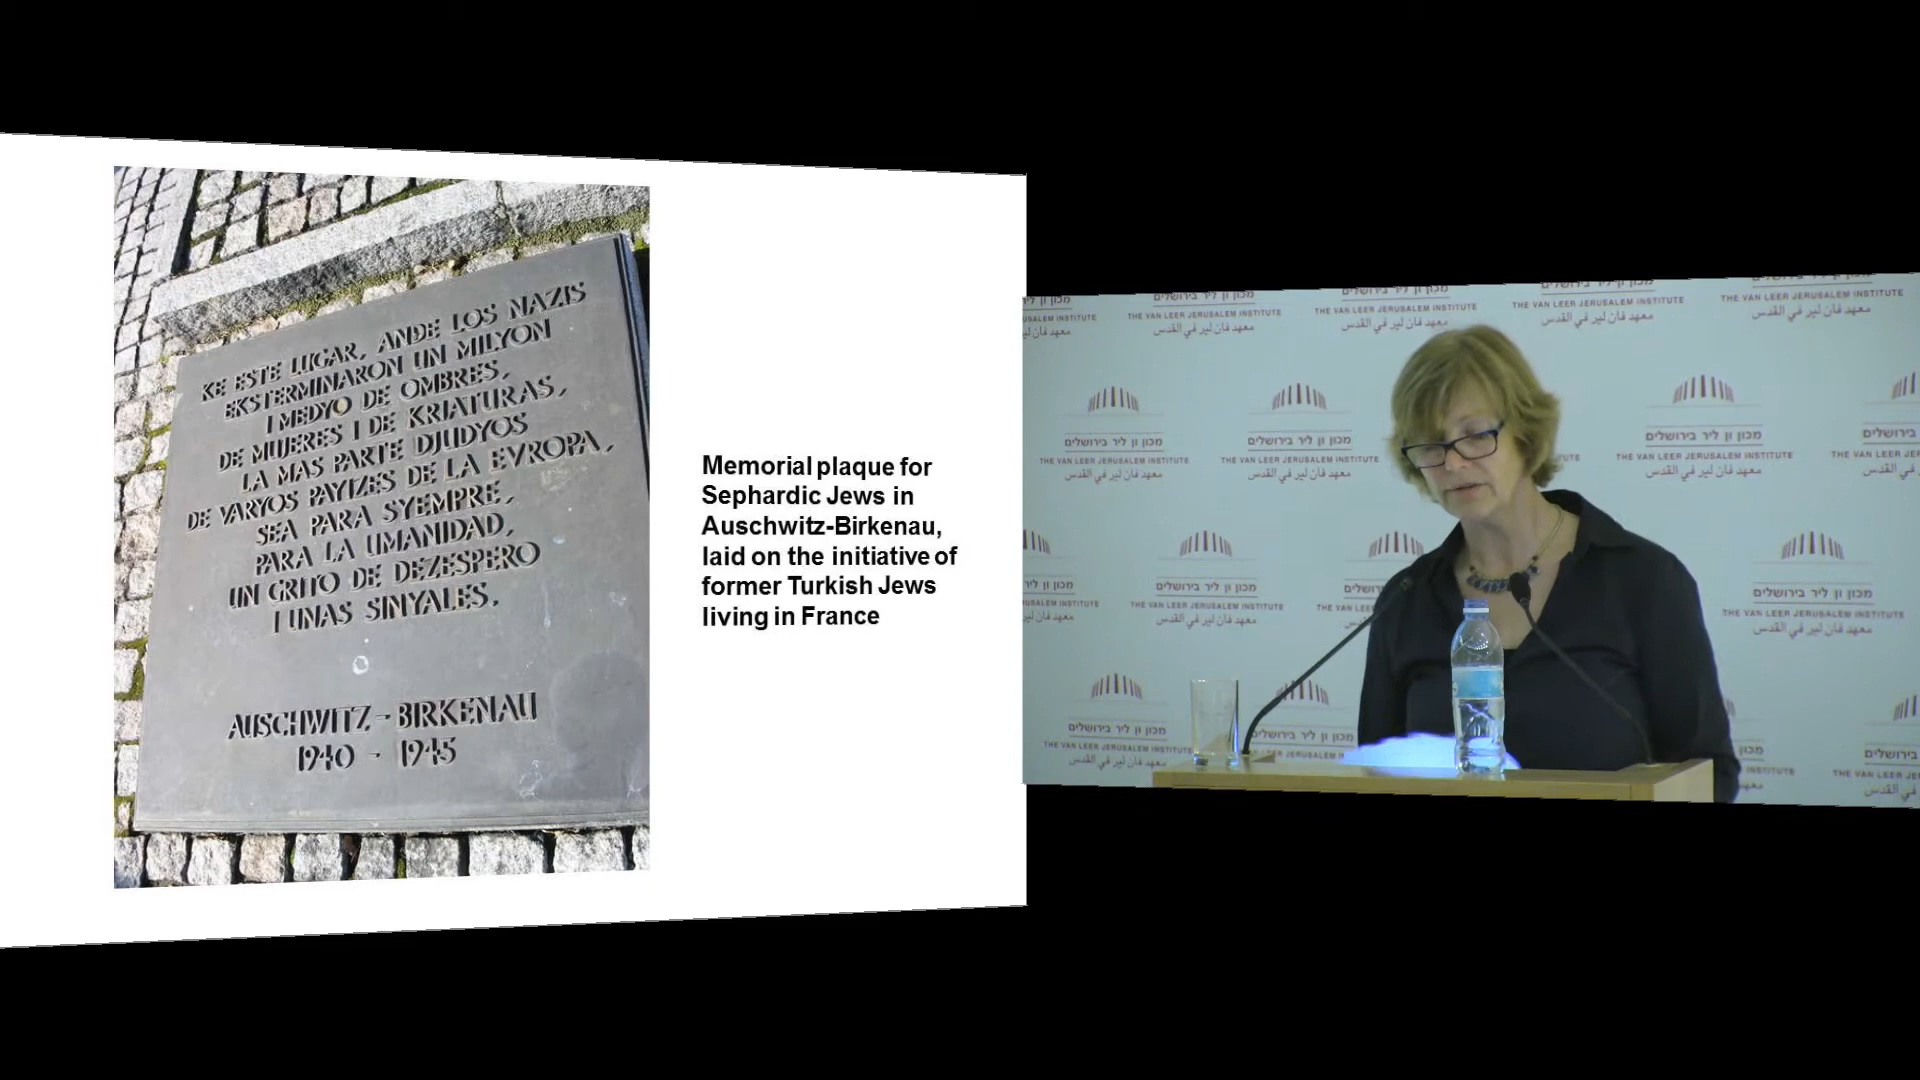 KE ESTE LUGAR, ANDE LOS NAZIS
EKSTERMINARON UN MILYON
I MEDYO DE OMBRES,
DE MUJERES I DE KRIATURAS,
LA MAS PARTE DJUDYOS
DE VARYOS PAYIZES DE LA EVROPA,
SEA PARA SYEMPRE,
PARA LA UMANIDAD,
UN GRITO DE DEZESPERO
I UNAS SINYALES.
AUSCHWITZ - BIRKENAU
1940 - 1945
Memorial plaque for
Sephardic Jews in
Auschwitz-Birkenau,
laid on the initiative of
former Turkish Jews
living in France
מכון ון ליר בירושלים
THE VAN LEER JERUSALEM INSTITUTE
معهد فان لير في القدس